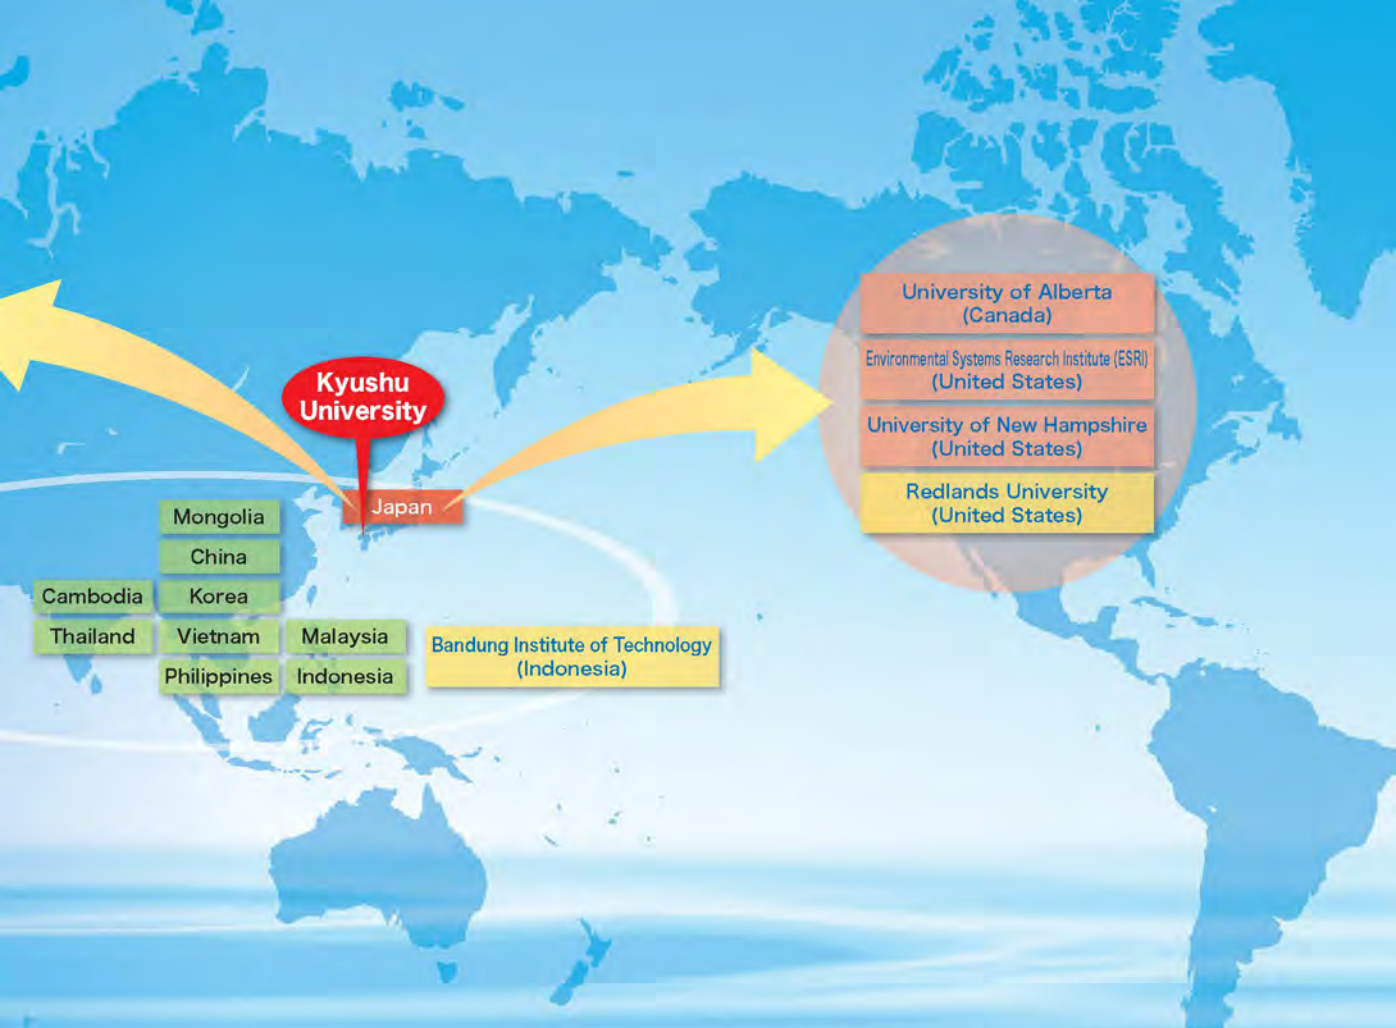 Kyushu
University
Japan
Mongolia
China
Cambodia
Korea
Thailand
Vietnam
Malaysia
Philippines
Indonesia
Bandung Institute of Technology
(Indonesia)
University of Alberta
(Canada)
Environmental Systems Research Institute (ESRI)
(United States)
University of New Hampshire
(United States)
Redlands University
(United States)